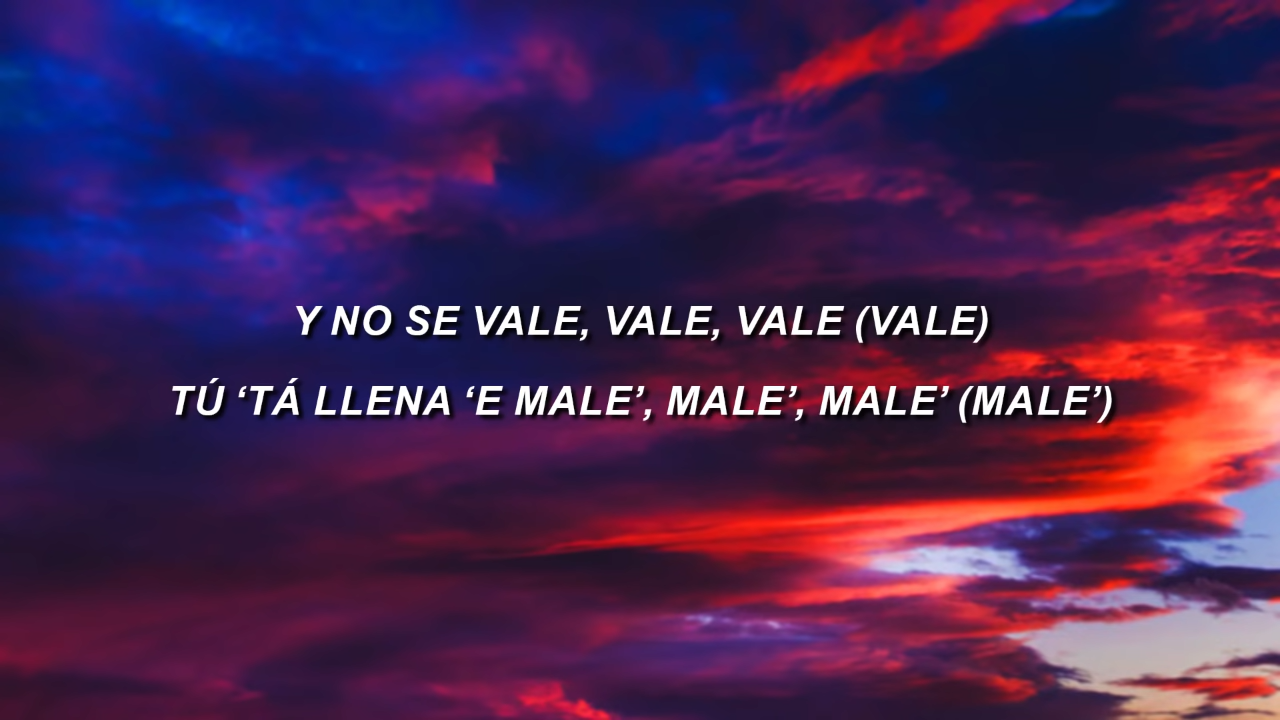 Y NO SE VALE, VALE, VALE (VALE)
TÚ ‘TÁ LLENA ‘E MALE’, MALE’, MALE’ (MALE’)